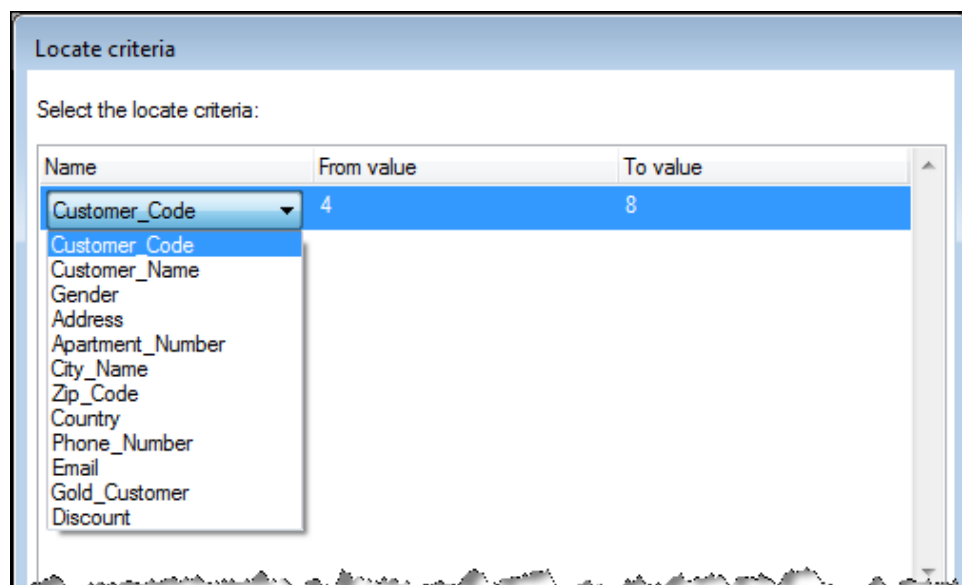 Locate criteria
Select the locate criteria:
Name From value To value
Customer_Code 4 8
Customer_Code
Customer_Name
Gender
Address
Apartment_Number
City_Name
Zip_Code
Country
Phone_Number
Email
Gold_Customer
Discount